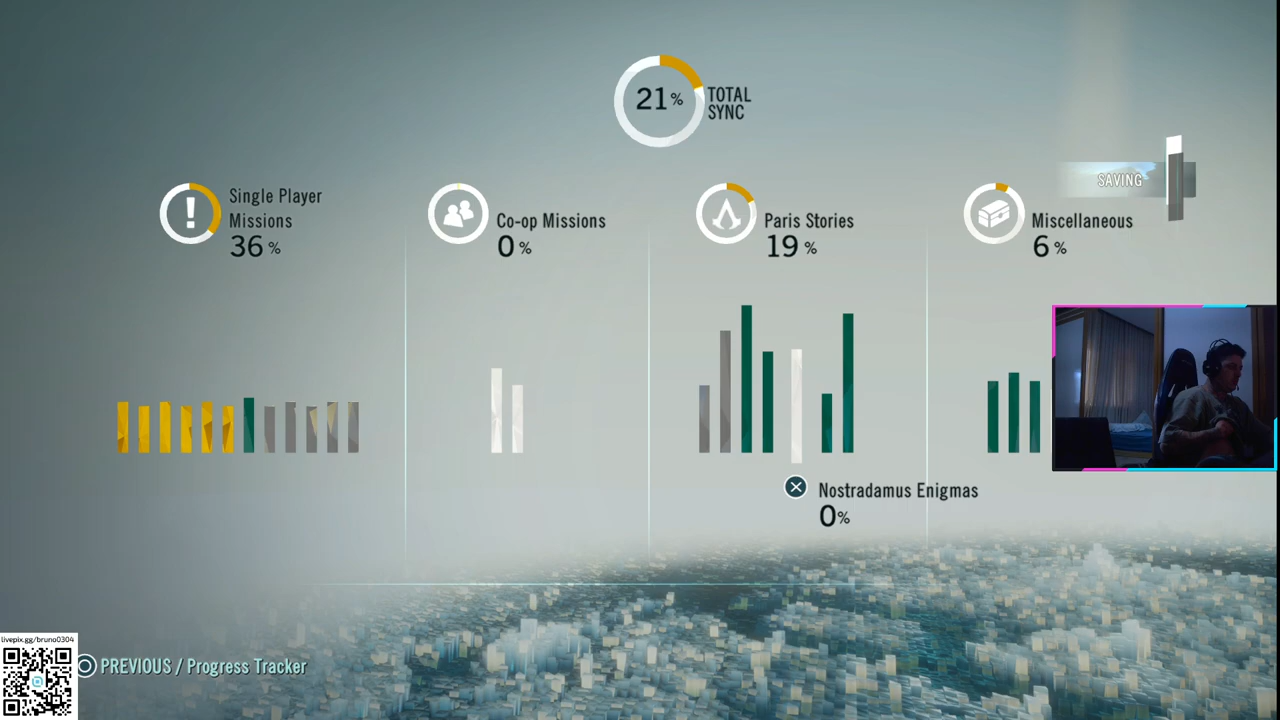 21%
TOTAL
SYNC
SAVING
Single Player
Missions
36 %
Co-op Missions
0 %
Paris Stories
19 %
Miscellaneous
6 %
Nostradamus Enigmas
0%
livepix.gg/bruno0304
PREVIOUS / Progress Tracker